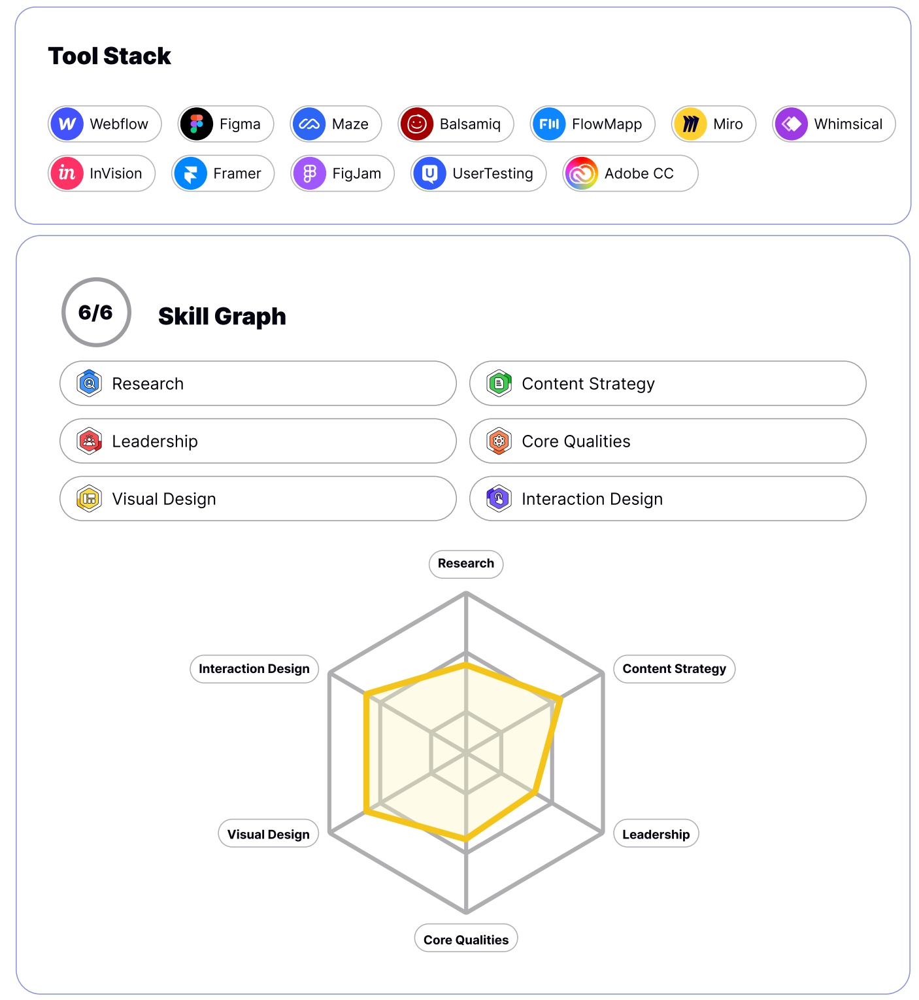 Tool Stack
Webflow Figma Maze Balsamiq FlowMapp Miro Whimsical
InVision Framer FigJam UserTesting Adobe CC
6/6 Skill Graph
Research Content Strategy
Leadership Core Qualities
Visual Design Interaction Design
Research
Interaction Design Content Strategy
Visual Design Leadership
Core Qualities